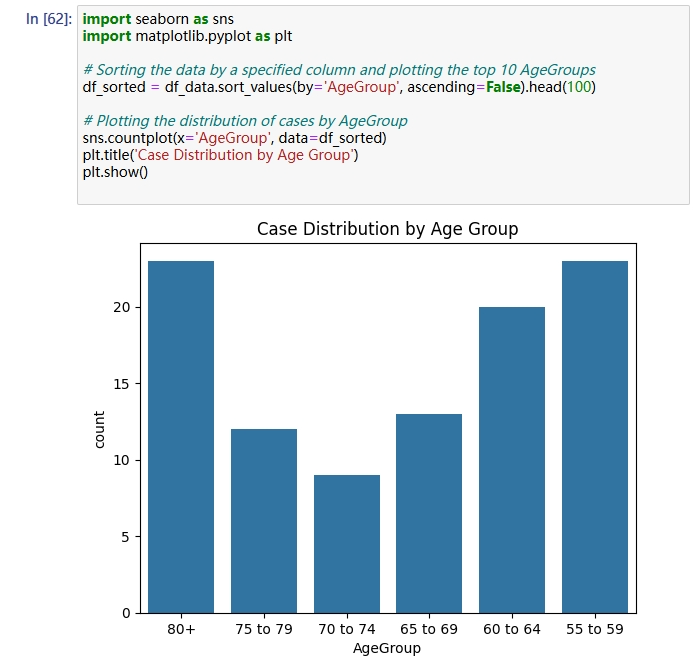 In [62]:
import seaborn as sns
import matplotlib.pyplot as plt
# Sorting the data by a specified column and plotting the top 10 AgeGroups
df_sorted = df_data.sort_values(by='AgeGroup', ascending=False).head(100)
# Plotting the distribution of cases by AgeGroup
sns.countplot(x='AgeGroup', data=df_sorted)
plt.title('Case Distribution by Age Group')
plt.show()
Case Distribution by Age Group
20
15
10
5
0
count
80+ 75 to 79 70 to 74 65 to 69 60 to 64 55 to 59
AgeGroup